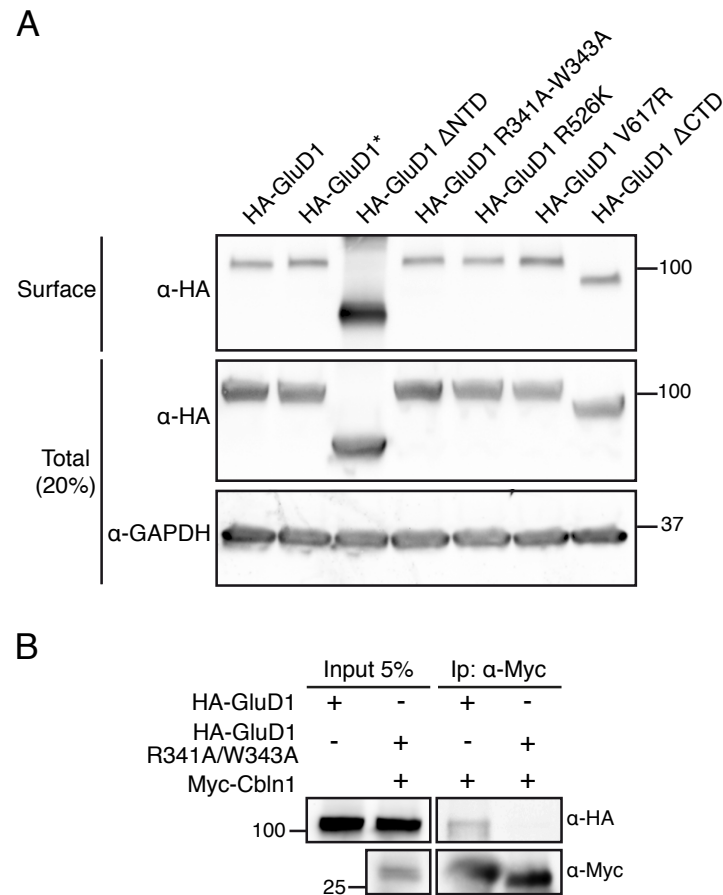 A
HA-GluD1
HA-GluD1*
HA-GluD1 ΔNTD
HA-GluD1 R341A-W343A
HA-GluD1 R526K
HA-GluD1 V617R
HA-GluD1 ΔCTD
Surface
α-HA
100
Total
(20%)
α-HA
100
α-GAPDH
37
B
Input 5% Ip: α-Myc
HA-GluD1 + - + -
HA-GluD1
R341A/W343A - + - +
Myc-Cbln1 + + +
100 α-HA
25 α-Myc